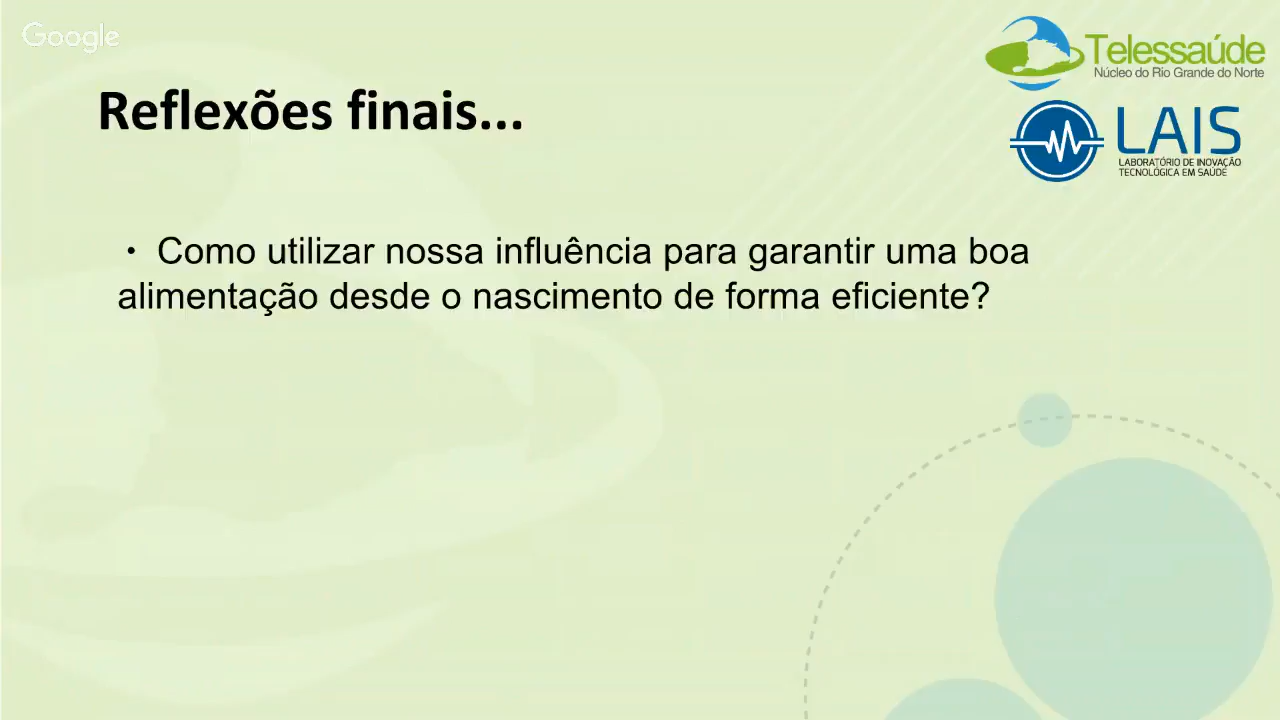 Google
Telessaúde
Núcleo do Rio Grande do Norte
Reflexões finais...
LAIS
LABORATÓRIO DE INOVAÇÃO
TECNOLÓGICA EM SAÚDE
• Como utilizar nossa influência para garantir uma boa
alimentação desde o nascimento de forma eficiente?